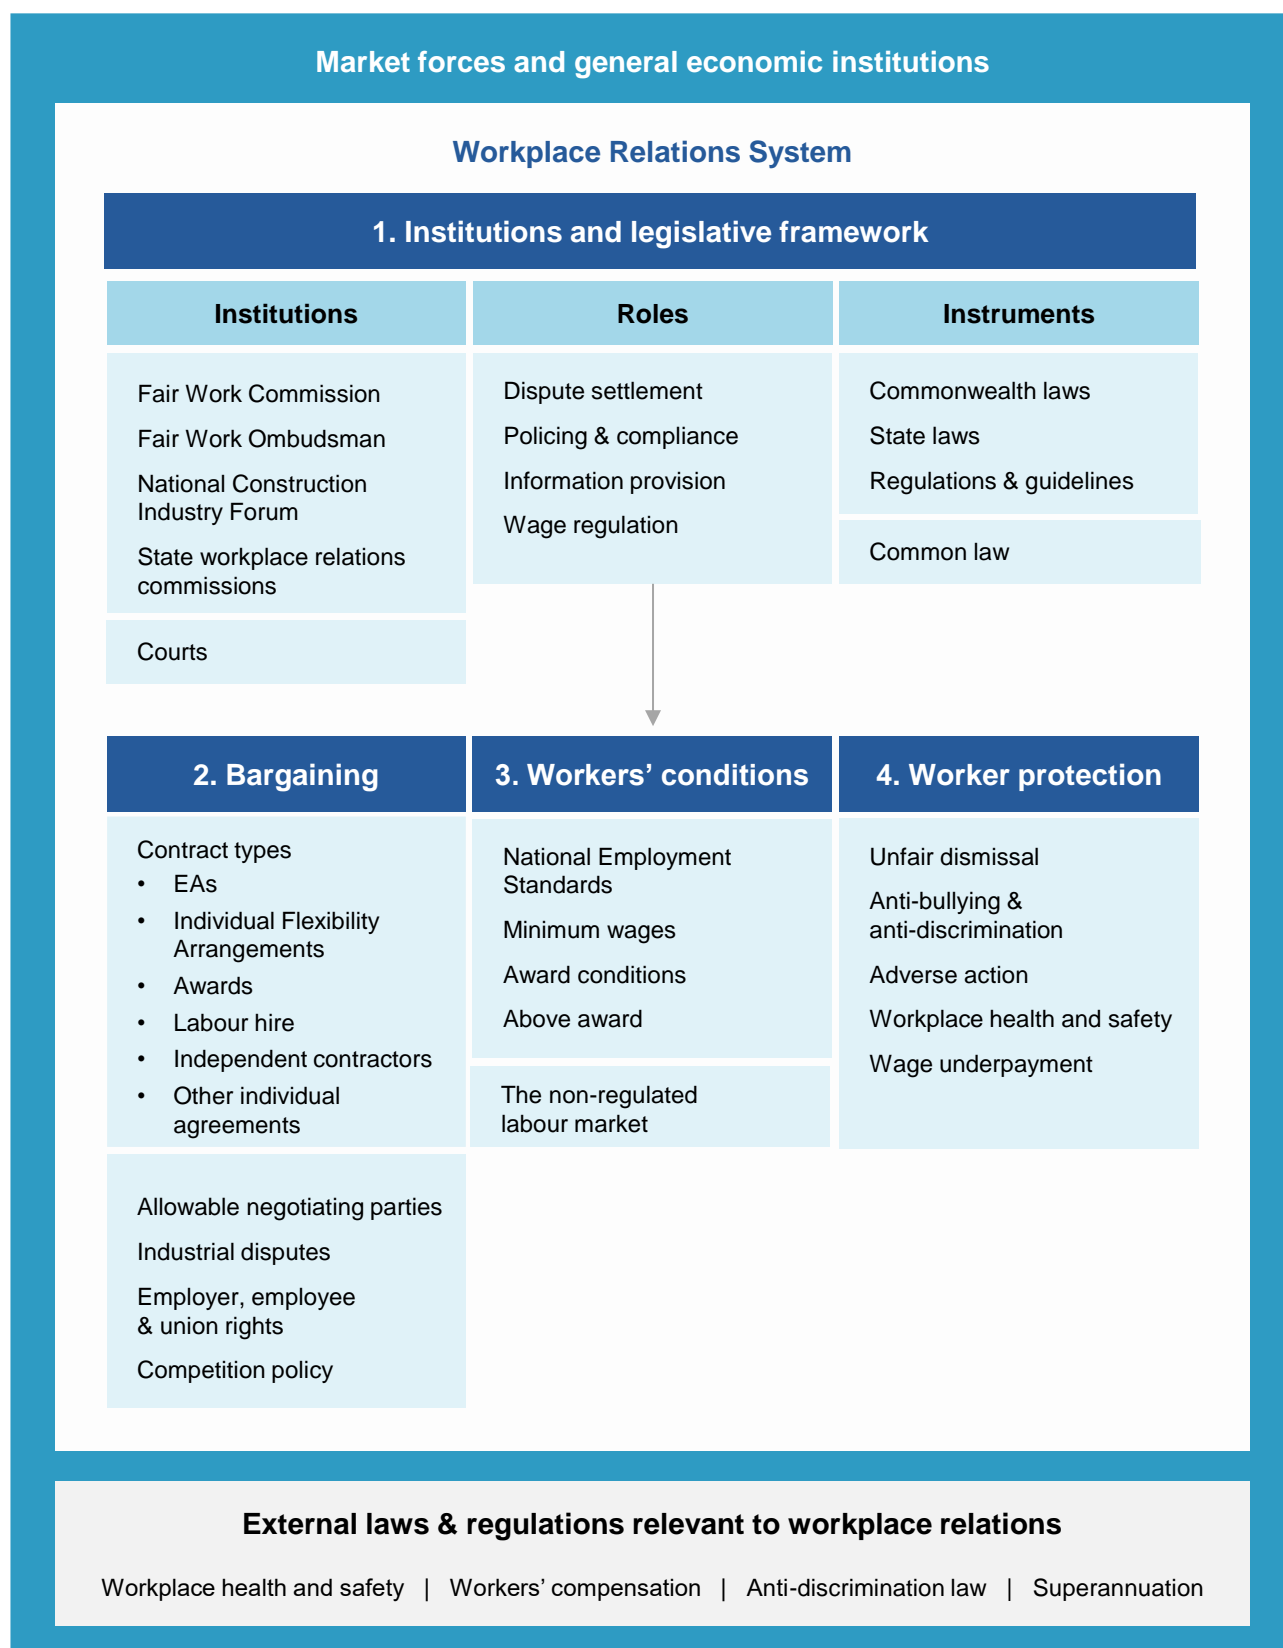 Market forces and general economic institutions
Workplace Relations System
1. Institutions and legislative framework
Institutions
Fair Work Commission
Fair Work Ombudsman
National Construction
Industry Forum
State workplace relations
commissions
Courts
Roles
Dispute settlement
Policing & compliance
Information provision
Wage regulation
Instruments
Commonwealth laws
State laws
Regulations & guidelines
Common law
2. Bargaining
Contract types
• EAs
• Individual Flexibility
Arrangements
• Awards
• Labour hire
• Independent contractors
• Other individual
agreements
Allowable negotiating parties
Industrial disputes
Employer, employee
& union rights
Competition policy
3. Workers’ conditions
National Employment
Standards
Minimum wages
Award conditions
Above award
The non-regulated
labour market
4. Worker protection
Unfair dismissal
Anti-bullying &
anti-discrimination
Adverse action
Workplace health and safety
Wage underpayment
External laws & regulations relevant to workplace relations
Workplace health and safety | Workers’ compensation | Anti-discrimination law | Superannuation